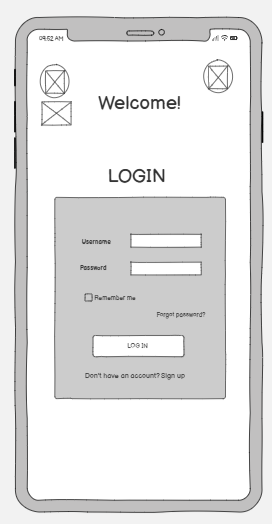 09:52 AM
Welcome!
LOGIN
Username
Password
Remember me
Forgot password?
LOG IN
Don't have an account? Sign up